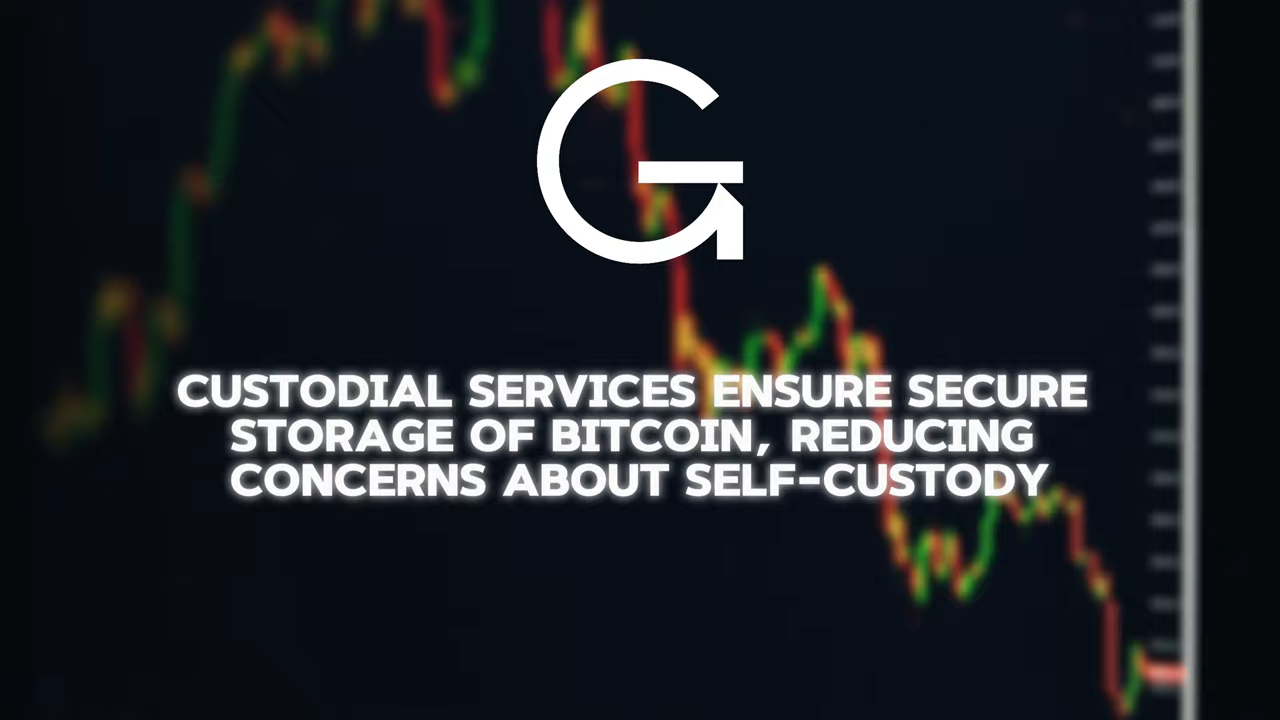 G
CUSTODIAL SERVICES ENSURE SECURE
STORAGE OF BITCOIN, REDUCING
CONCERNS ABOUT SELF-CUSTODY